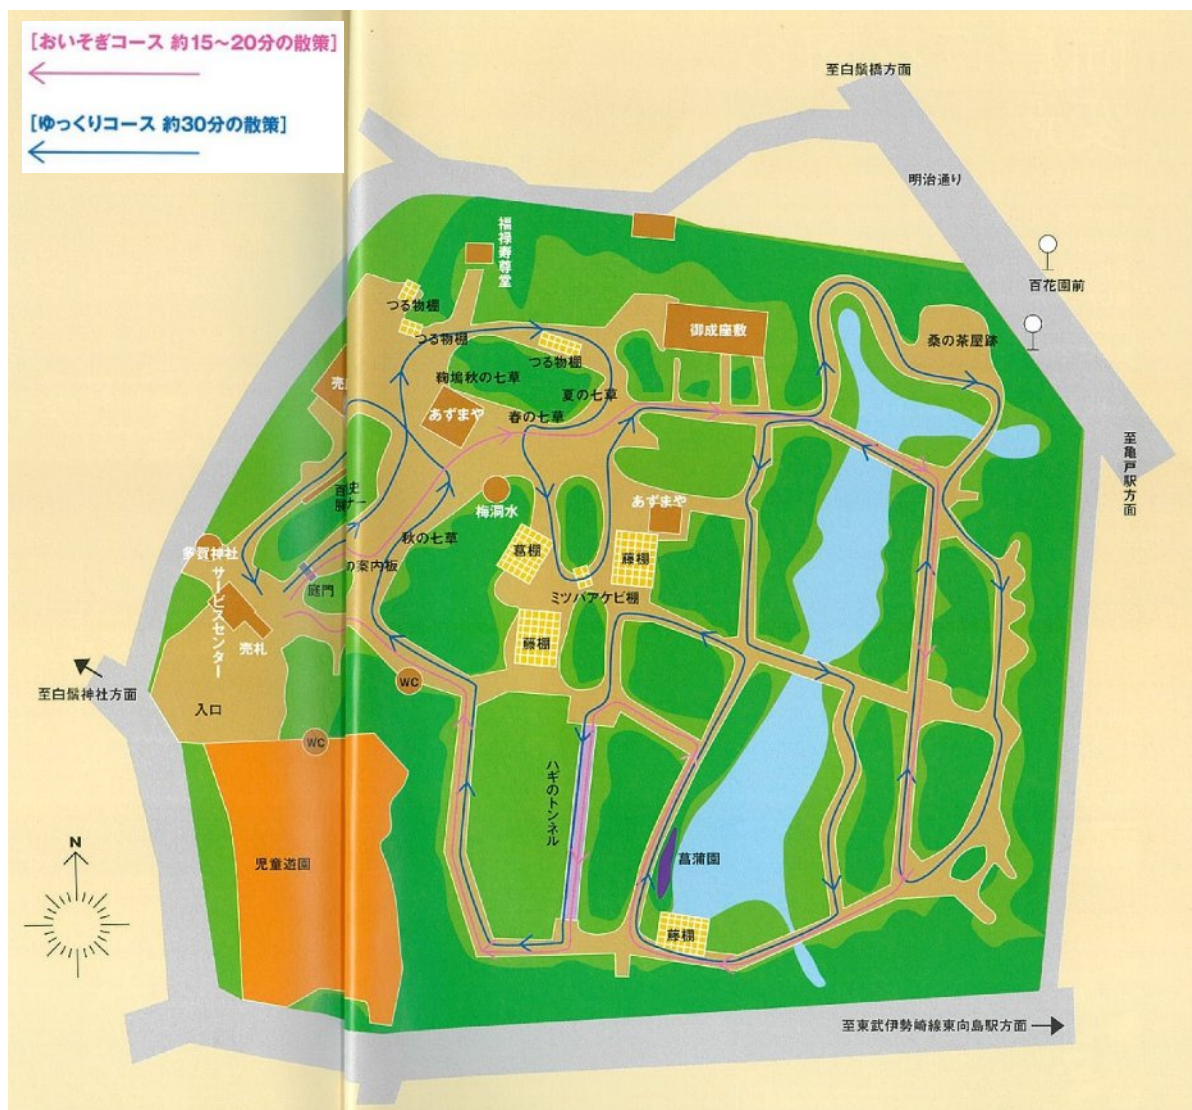 [おいそぎコース 約15～20分の散策]
[ゆっくりコース 約30分の散策]
至白鬚橋方面
明治通り
百花園前
福禄寿尊堂
つる物棚
つる物棚
つる物棚
御成座敷
桑の茶屋跡
鞠塢秋の七草
夏の七草
あずまや
春の七草
売
至亀戸駅方面
あずまや
梅洞水
秋の七草
葛棚
藤棚
多賀神社
の案内板
庭門
ミツバアケビ棚
サービスセンター
売札
藤棚
WC
至白鬚神社方面
入口
WC
ハギのトンネル
N
児童遊園
菖蒲園
藤棚
至東武伊勢崎線東向島駅方面